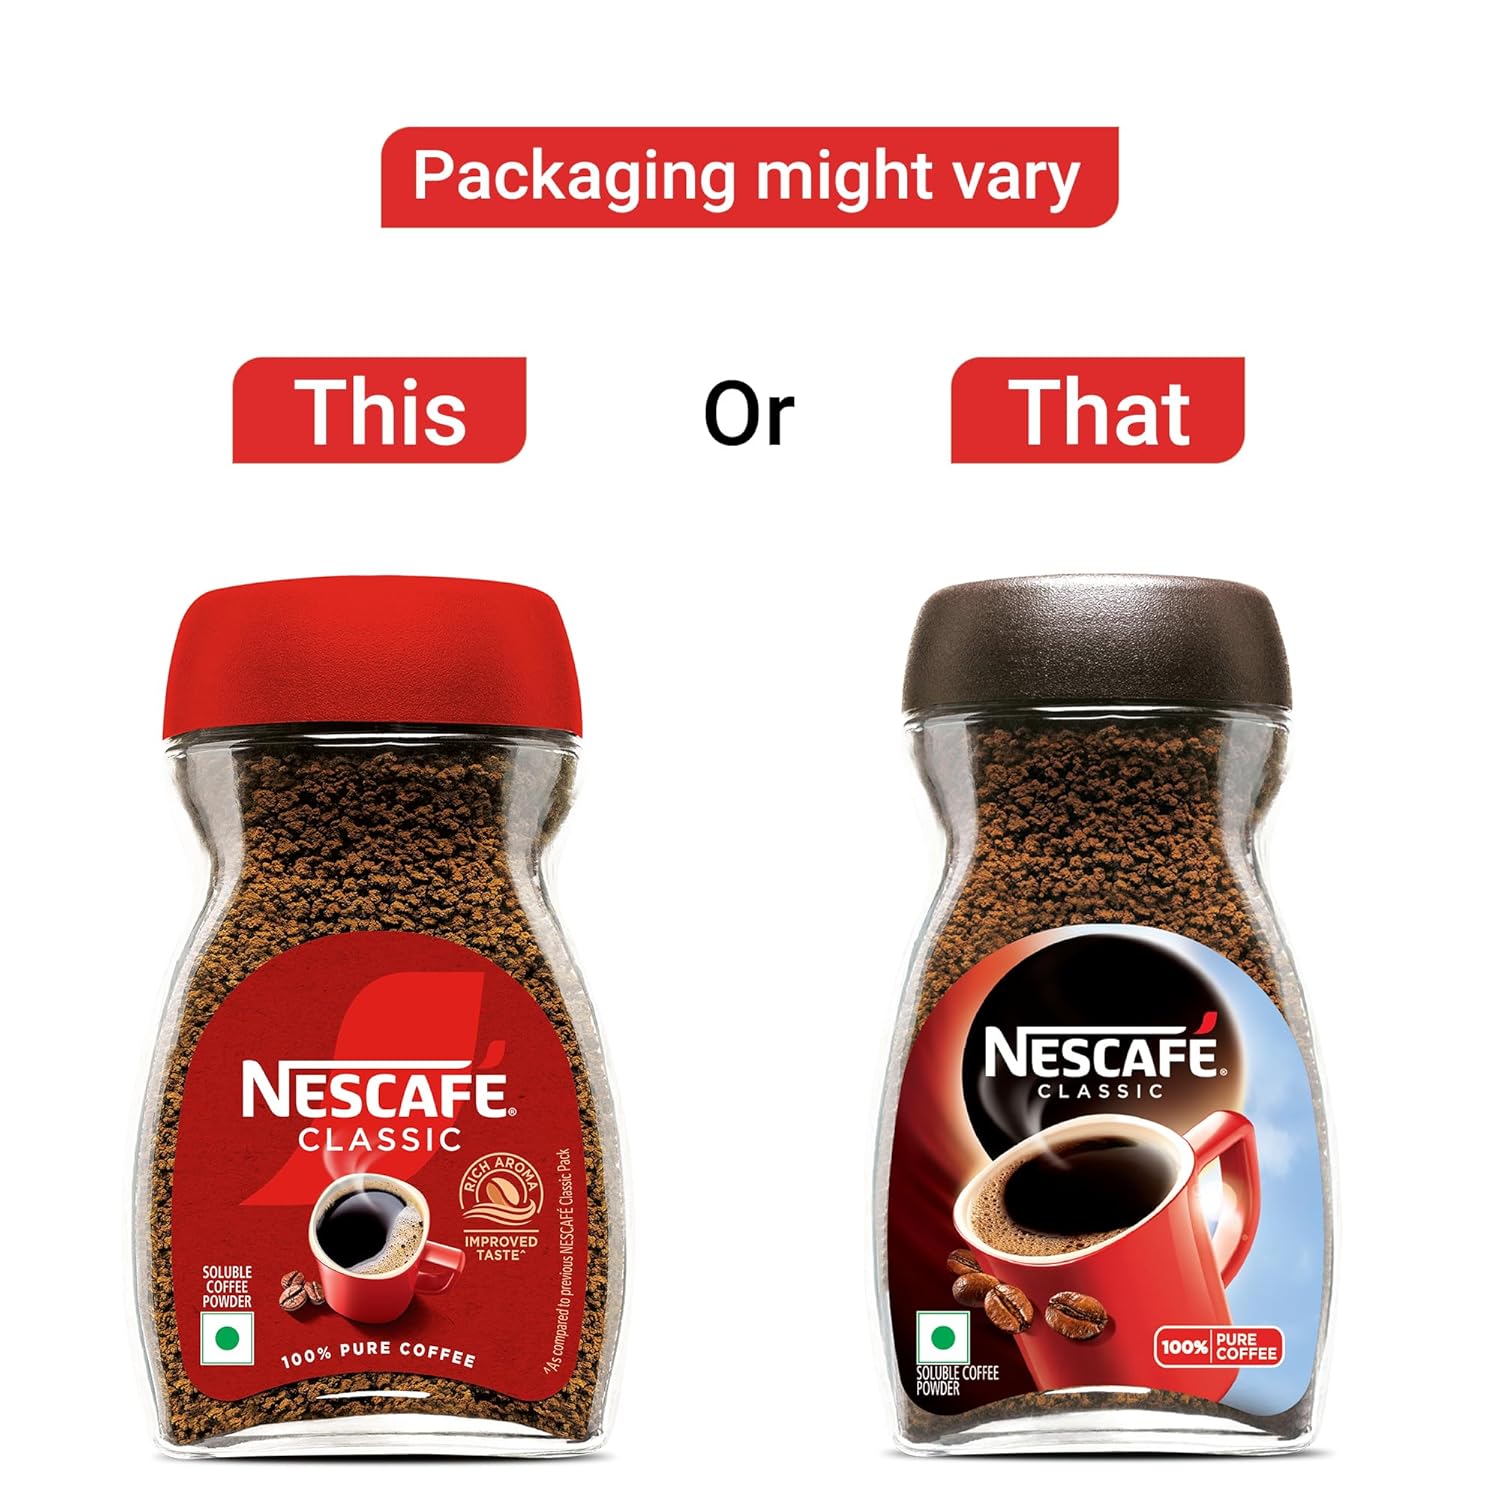 Packaging might vary
This
Or
That
NESCAFÉ®
CLASSIC
RICH AROMA
IMPROVED
TASTE^
SOLUBLE
COFFEE
POWDER
100% PURE COFFEE
^As compared to previous NESCAFÉ Classic Pack
NESCAFÉ®
CLASSIC
100% PURE
COFFEE
SOLUBLE COFFEE
POWDER